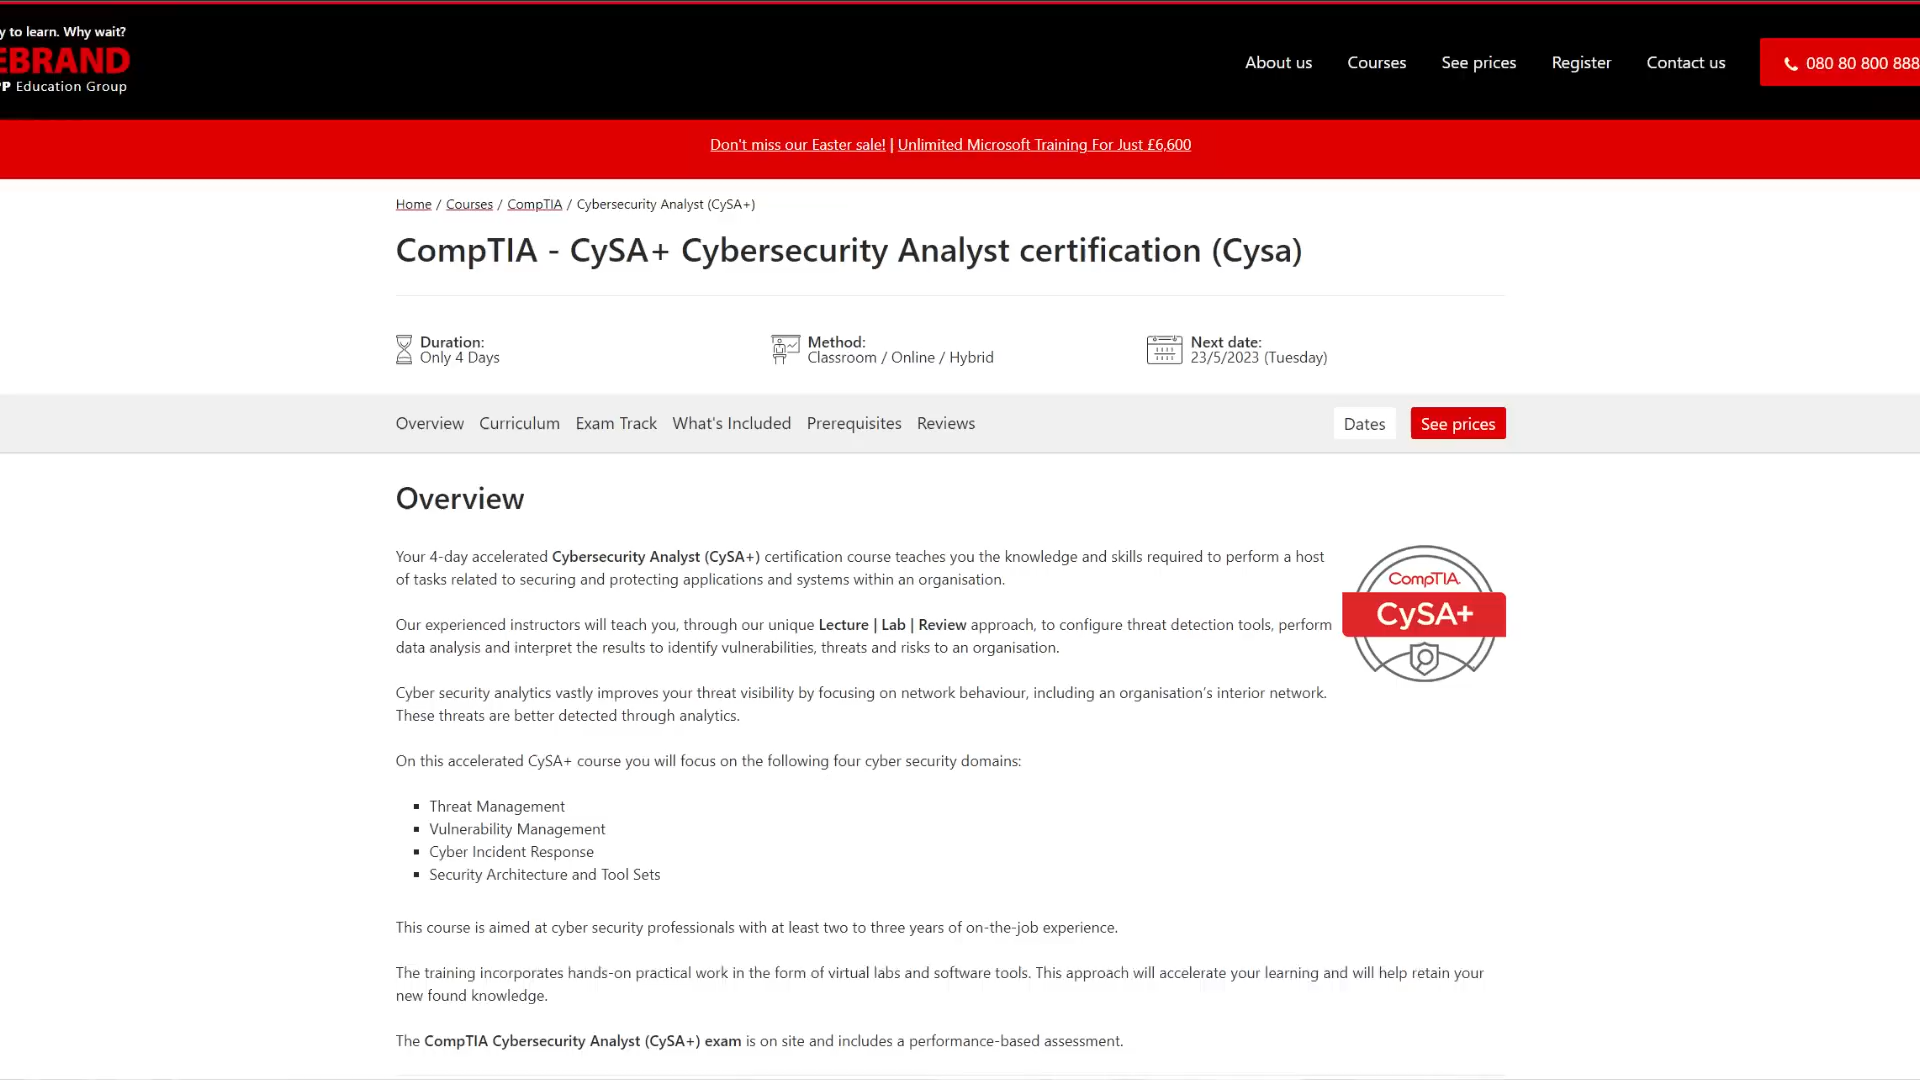 y to learn. Why wait?
EBRAND
PP Education Group
About us
Courses
See prices
Register
Contact us
080 80 800 888
Don't miss our Easter sale! | Unlimited Microsoft Training For Just £6,600
Home / Courses / CompTIA / Cybersecurity Analyst (CySA+)
CompTIA - CySA+ Cybersecurity Analyst certification (Cysa)
Duration:
Only 4 Days
Method:
Classroom / Online / Hybrid
Next date:
23/5/2023 (Tuesday)
Overview
Curriculum
Exam Track
What's Included
Prerequisites
Reviews
Dates
See prices
Overview
Your 4-day accelerated Cybersecurity Analyst (CySA+) certification course teaches you the knowledge and skills required to perform a host
of tasks related to securing and protecting applications and systems within an organisation.
Our experienced instructors will teach you, through our unique Lecture | Lab | Review approach, to configure threat detection tools, perform
data analysis and interpret the results to identify vulnerabilities, threats and risks to an organisation.
CompTIA.
CySA+
Cyber security analytics vastly improves your threat visibility by focusing on network behaviour, including an organisation’s interior network.
These threats are better detected through analytics.
On this accelerated CySA+ course you will focus on the following four cyber security domains:
▪ Threat Management
▪ Vulnerability Management
▪ Cyber Incident Response
▪ Security Architecture and Tool Sets
This course is aimed at cyber security professionals with at least two to three years of on-the-job experience.
The training incorporates hands-on practical work in the form of virtual labs and software tools. This approach will accelerate your learning and will help retain your
new found knowledge.
The CompTIA Cybersecurity Analyst (CySA+) exam is on site and includes a performance-based assessment.